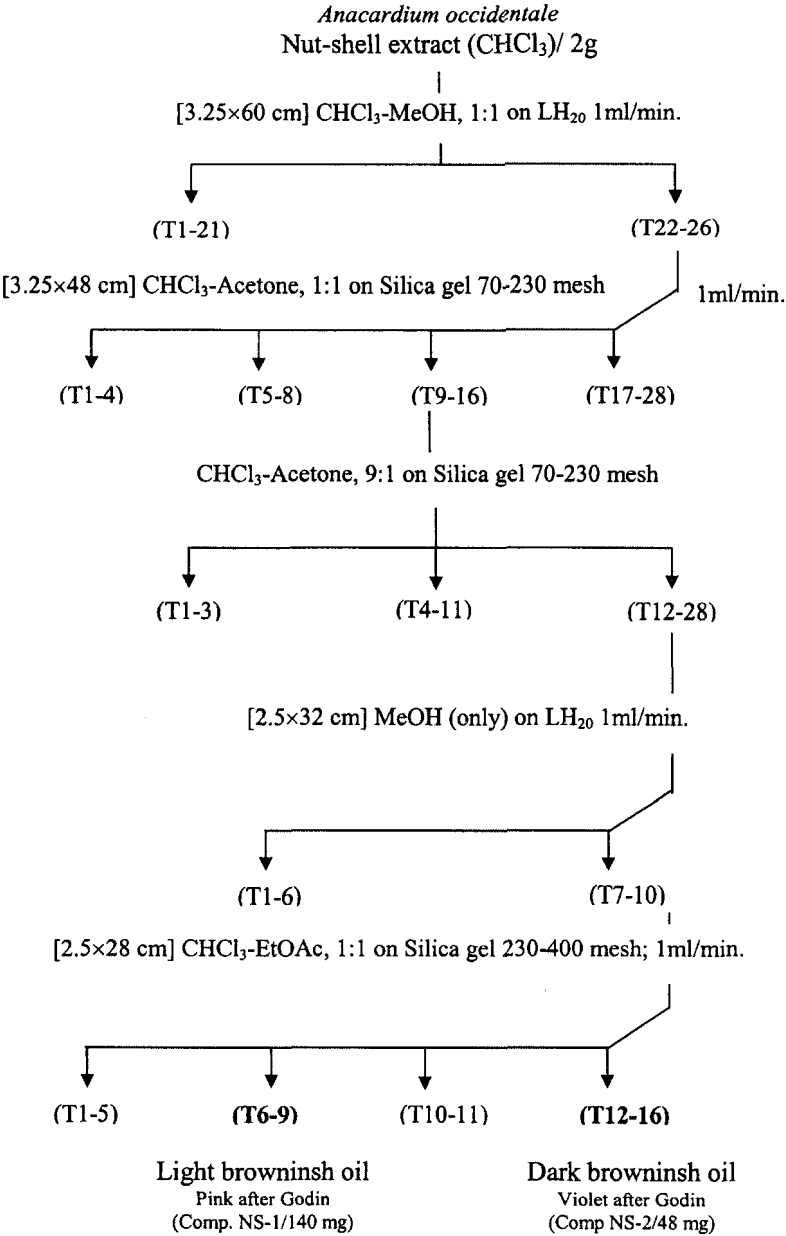 Anacardium occidentale
Nut-shell extract (CHCl₃)/ 2g
[3.25×60 cm] CHCl₃-MeOH, 1:1 on LH₂₀ 1ml/min.
(T1-21) (T22-26)
[3.25×48 cm] CHCl₃-Acetone, 1:1 on Silica gel 70-230 mesh 1ml/min.
(T1-4) (T5-8) (T9-16) (T17-28)
CHCl₃-Acetone, 9:1 on Silica gel 70-230 mesh
(T1-3) (T4-11) (T12-28)
[2.5×32 cm] MeOH (only) on LH₂₀ 1ml/min.
(T1-6) (T7-10)
[2.5×28 cm] CHCl₃-EtOAc, 1:1 on Silica gel 230-400 mesh; 1ml/min.
(T1-5) (T6-9) (T10-11) (T12-16)
Light browninsh oil Dark browninsh oil
Pink after Godin Violet after Godin
(Comp. NS-1/140 mg) (Comp NS-2/48 mg)